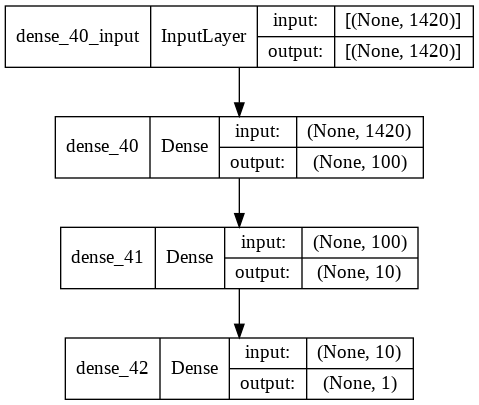 dense_40_input InputLayer input: [(None, 1420)]
output: [(None, 1420)]
dense_40 Dense input: (None, 1420)
output: (None, 100)
dense_41 Dense input: (None, 100)
output: (None, 10)
dense_42 Dense input: (None, 10)
output: (None, 1)